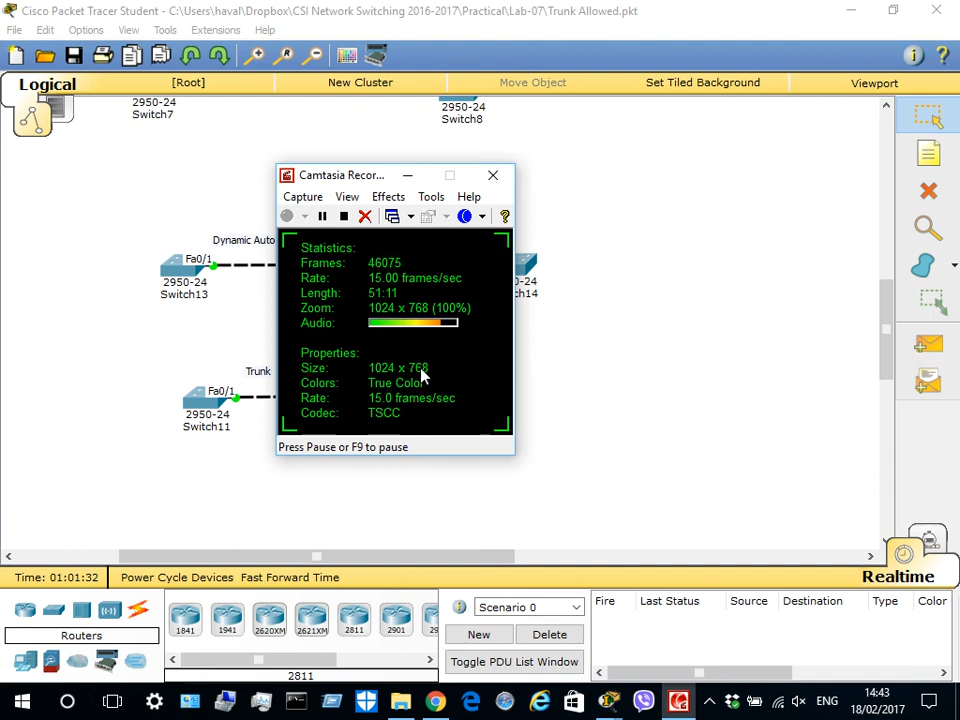 Cisco Packet Tracer Student - C:\Users\haval\Dropbox\CSI Network Switching 2016-2017\Practical\Lab-07\Trunk Allowed.pkt
File Edit Options View Tools Extensions Help
Logical [Root] New Cluster Move Object Set Tiled Background Viewport
2950-24
Switch7
2950-24
Switch8
Dynamic Auto
Fa0/1
2950-24
Switch13
ch14
Trunk
Fa0/1
2950-24
Switch11
Camtasia Recor...
Capture View Effects Tools Help
Statistics:
Frames: 46075
Rate: 15.00 frames/sec
Length: 51:11
Zoom: 1024 x 768 (100%)
Audio:
Properties:
Size: 1024 x 768
Colors: True Color
Rate: 15.0 frames/sec
Codec: TSCC
Press Pause or F9 to pause
Time: 01:01:32 Power Cycle Devices Fast Forward Time Realtime
Routers
1841 1941 2620XM 2621XM 2811 2901 29
2811
Scenario 0
New Delete
Toggle PDU List Window
Fire Last Status Source Destination Type Color
ENG
14:43
18/02/2017